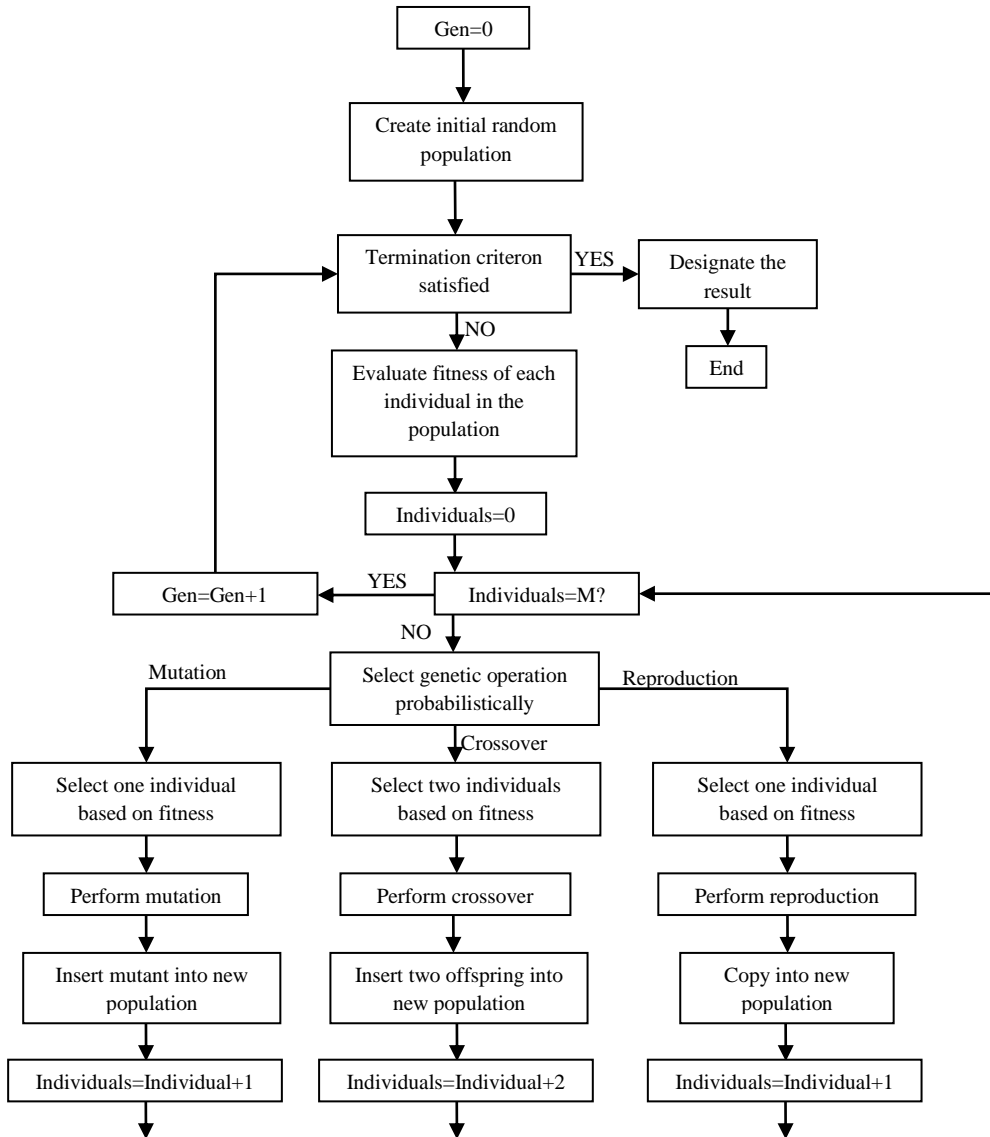 Gen=0
Create initial random
population
Termination criteron
satisfied
YES
Designate the
result
NO
End
Evaluate fitness of each
individual in the
population
Individuals=0
Gen=Gen+1
YES
Individuals=M?
NO
Select genetic operation
probabilistically
Mutation
Reproduction
Crossover
Select one individual
based on fitness
Select two individuals
based on fitness
Select one individual
based on fitness
Perform mutation
Perform crossover
Perform reproduction
Insert mutant into new
population
Insert two offspring into
new population
Copy into new
population
Individuals=Individual+1
Individuals=Individual+2
Individuals=Individual+1